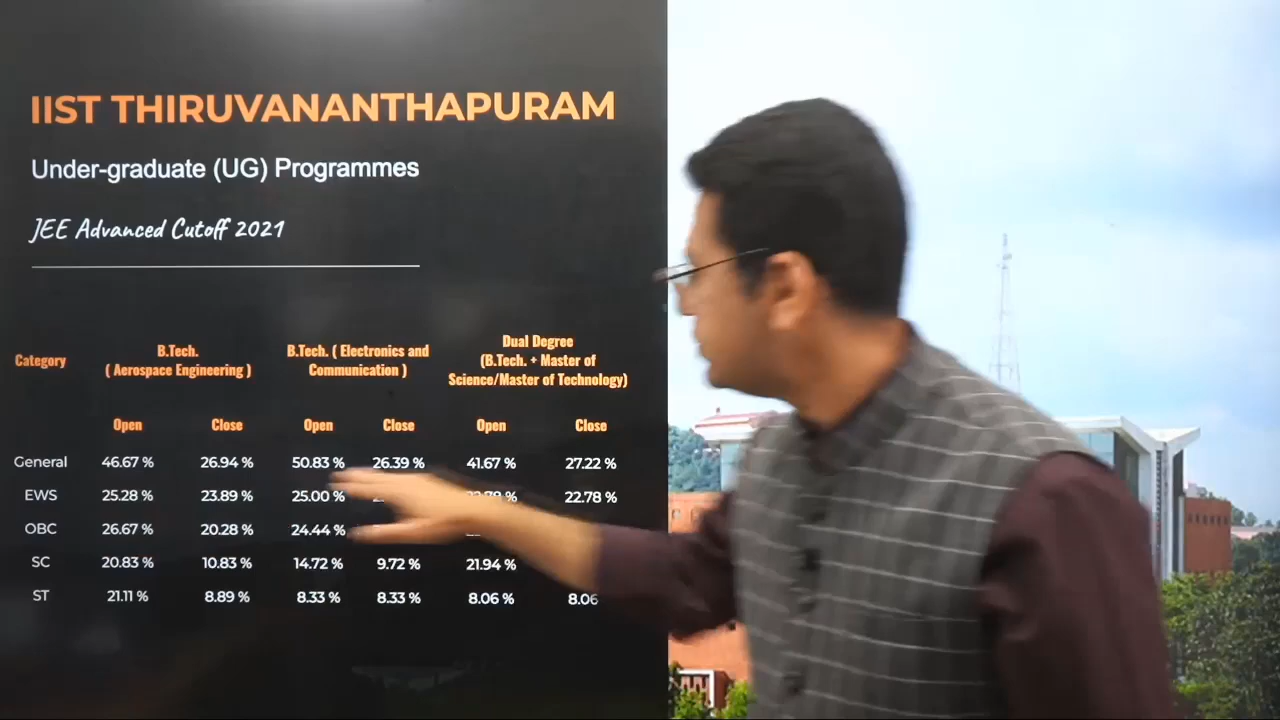 IIST THIRUVANANTHAPURAM
Under-graduate (UG) Programmes
JEE Advanced Cutoff 2021
Category B.Tech. ( Aerospace Engineering ) B.Tech. ( Electronics and Communication ) Dual Degree (B.Tech. + Master of Science/Master of Technology)
Open Close Open Close Open Close
General 46.67 % 26.94 % 50.83 % 26.39 % 41.67 % 27.22 %
EWS 25.28 % 23.89 % 25.00 % 22.78 %
OBC 26.67 % 20.28 % 24.44 %
SC 20.83 % 10.83 % 14.72 % 9.72 % 21.94 %
ST 21.11 % 8.89 % 8.33 % 8.33 % 8.06 % 8.06